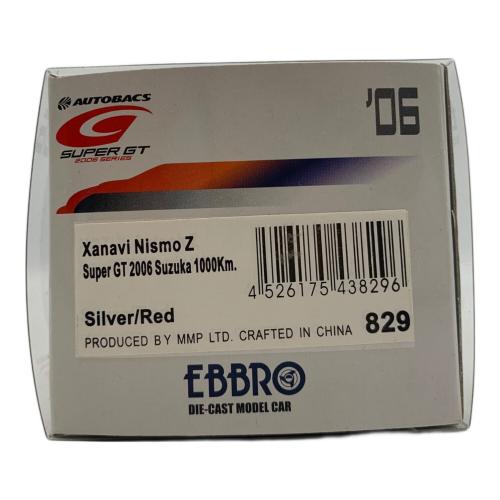 AUTOBACS
'06
SUPER GT
2006 SERIES
Xanavi Nismo Z
Super GT 2006 Suzuka 1000Km.
4 526175 438296
Silver/Red
PRODUCED BY MMP LTD. CRAFTED IN CHINA 829
EBBRO
DIE-CAST MODEL CAR